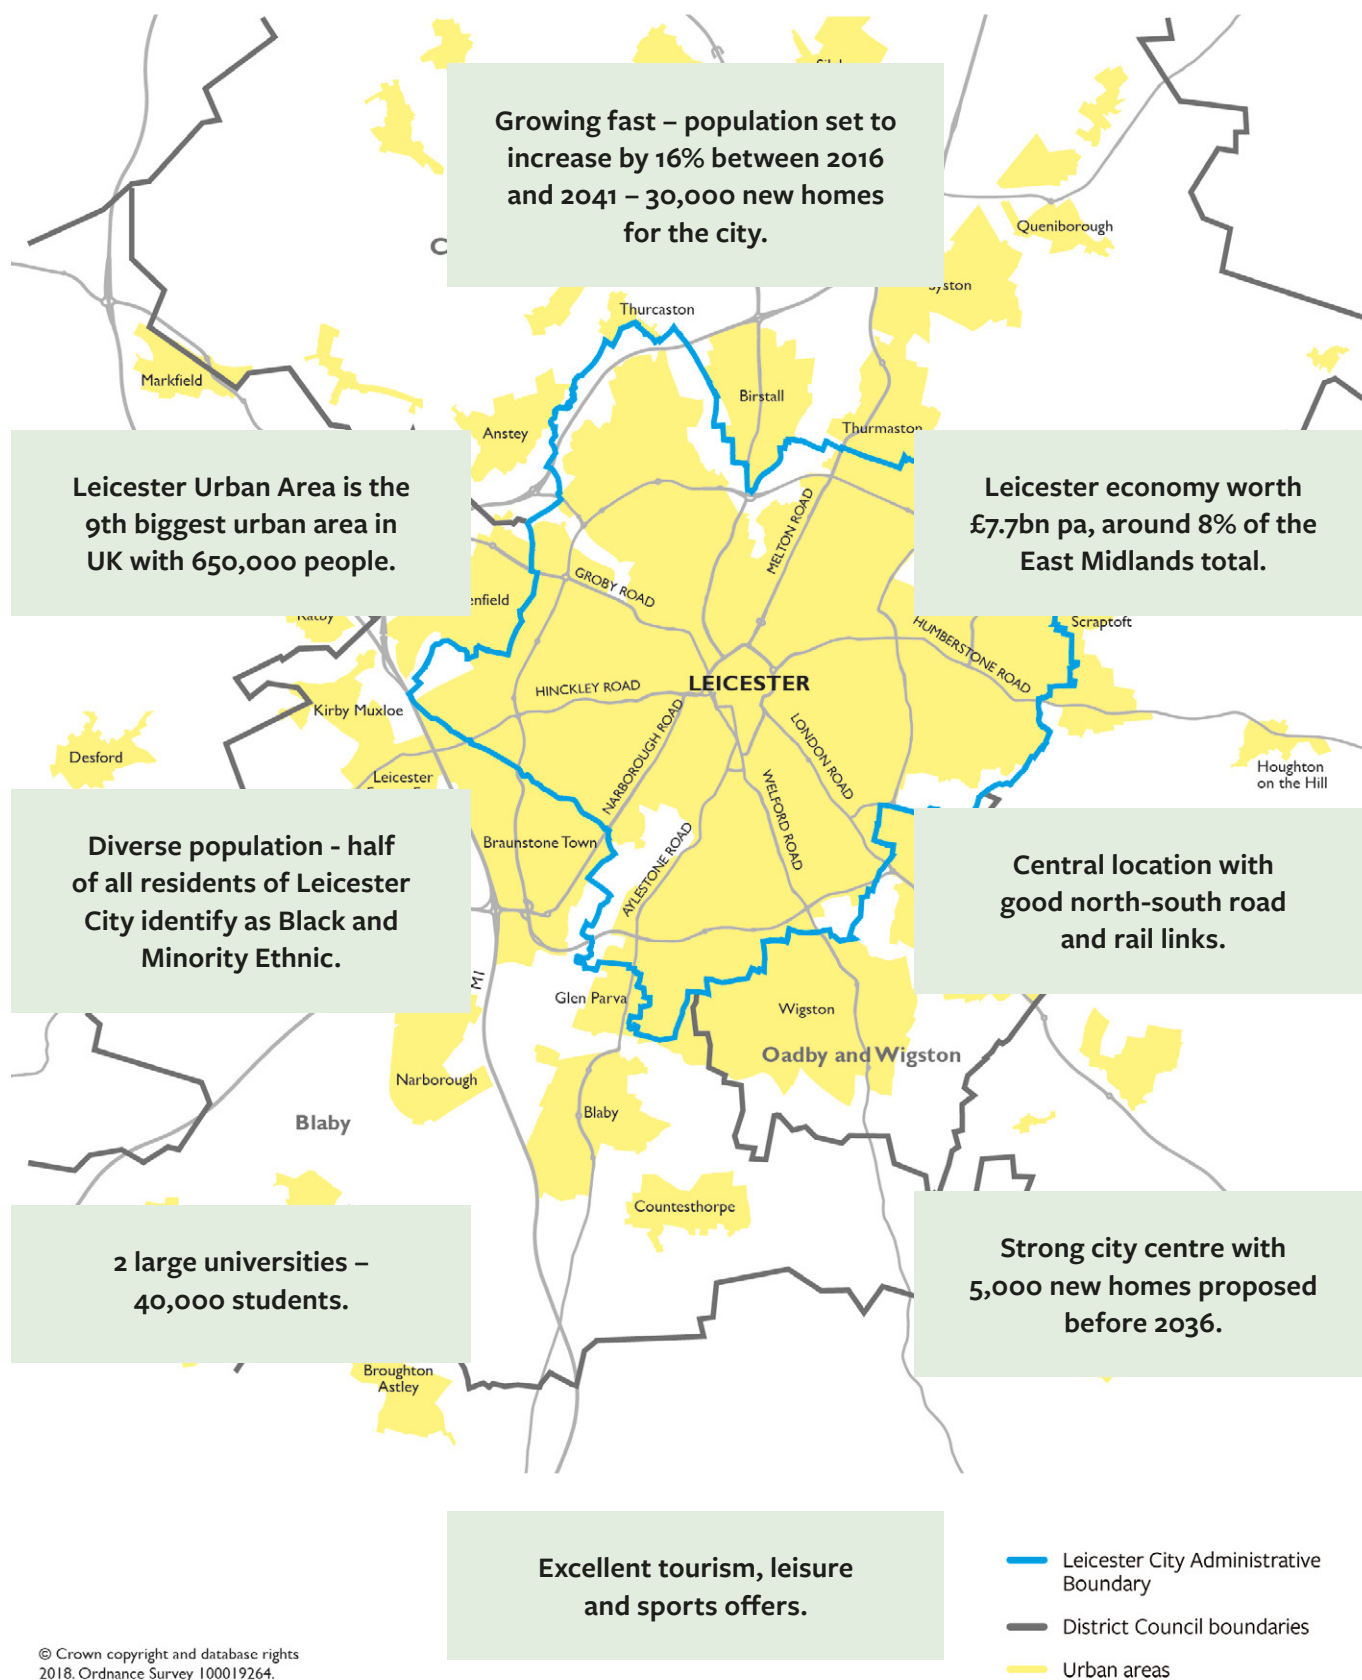 Growing fast – population set to
increase by 16% between 2016
and 2041 – 30,000 new homes
for the city.
Queniborough
Thurcaston
Markfield
Birstall
Anstey
Thurmaston
Leicester Urban Area is the
9th biggest urban area in
UK with 650,000 people.
Leicester economy worth
£7.7bn pa, around 8% of the
East Midlands total.
MELTON ROAD
GROBY ROAD
HUMBERSTONE ROAD
Scraptoft
LEICESTER
HINCKLEY ROAD
Kirby Muxloe
NARBOROUGH ROAD
LONDON ROAD
Desford
Leicester
Houghton
on the Hill
WELFORD ROAD
Diverse population - half
of all residents of Leicester
City identify as Black and
Minority Ethnic.
Braunstone Town
AYLESTONE ROAD
Central location with
good north-south road
and rail links.
M1
Glen Parva
Wigston
Oadby and Wigston
Narborough
Blaby
Blaby
Countesthorpe
2 large universities –
40,000 students.
Strong city centre with
5,000 new homes proposed
before 2036.
Broughton
Astley
Excellent tourism, leisure
and sports offers.
Leicester City Administrative
Boundary
District Council boundaries
Urban areas
© Crown copyright and database rights
2018. Ordnance Survey 100019264.